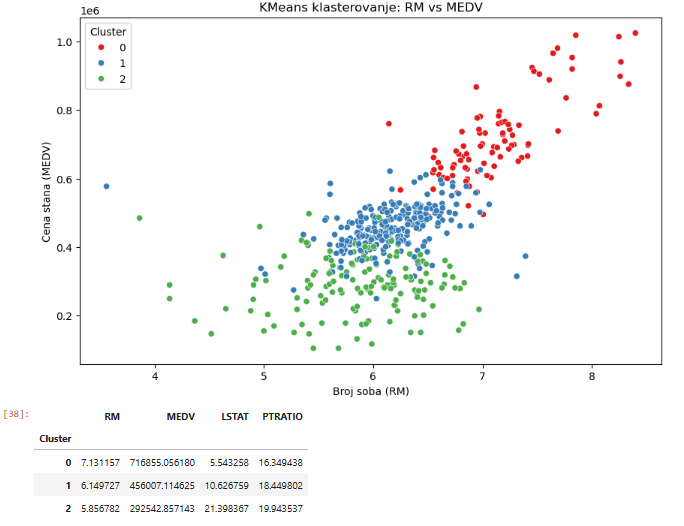 KMeans klasterovanje: RM vs MEDV
1e6
Cluster
0
1
2
1.0
0.8
0.6
0.4
0.2
Cena stana (MEDV)
4 5 6 7 8
Broj soba (RM)
[38]:
RM MEDV LSTAT PTRATIO
Cluster
0 7.131157 716855.056180 5.543258 16.349438
1 6.149727 456007.114625 10.626759 18.449802
2 5.856782 292542.857143 21.398367 19.943537